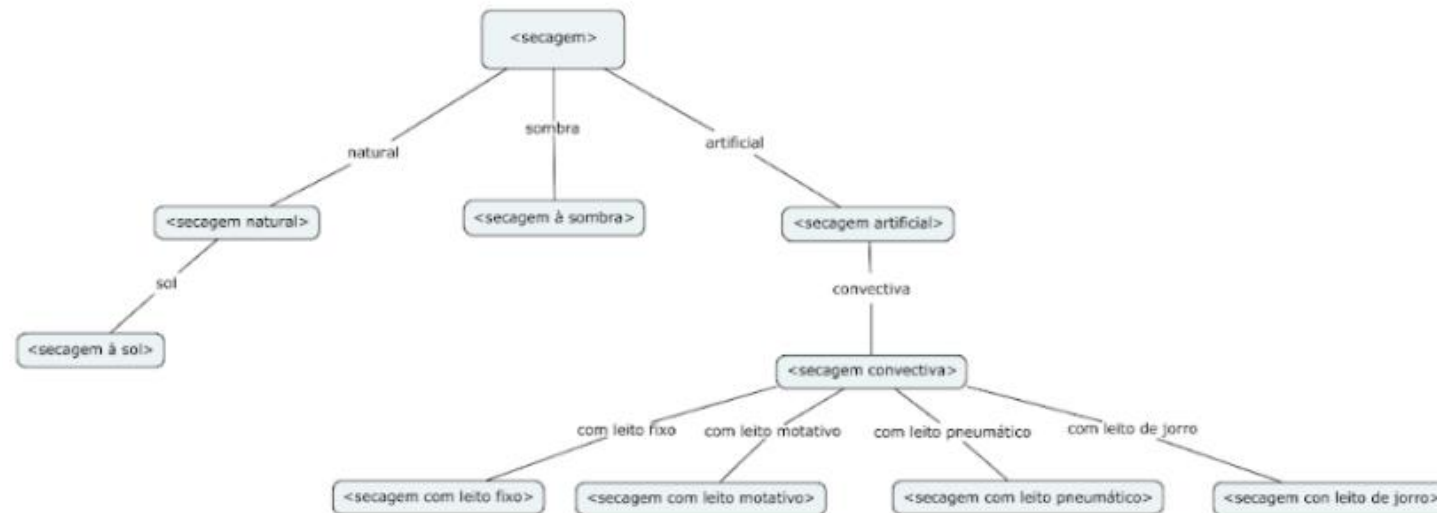 <secagem>
sombra
natural
artificial
<secagem natural>
<secagem à sombra>
<secagem artificial>
sol
convectiva
<secagem à sol>
<secagem convectiva>
com leito fixo
com leito motativo
com leito pneumático
com leito de jorro
<secagem com leito fixo>
<secagem com leito motativo>
<secagem com leito pneumático>
<secagem con leito de jorro>